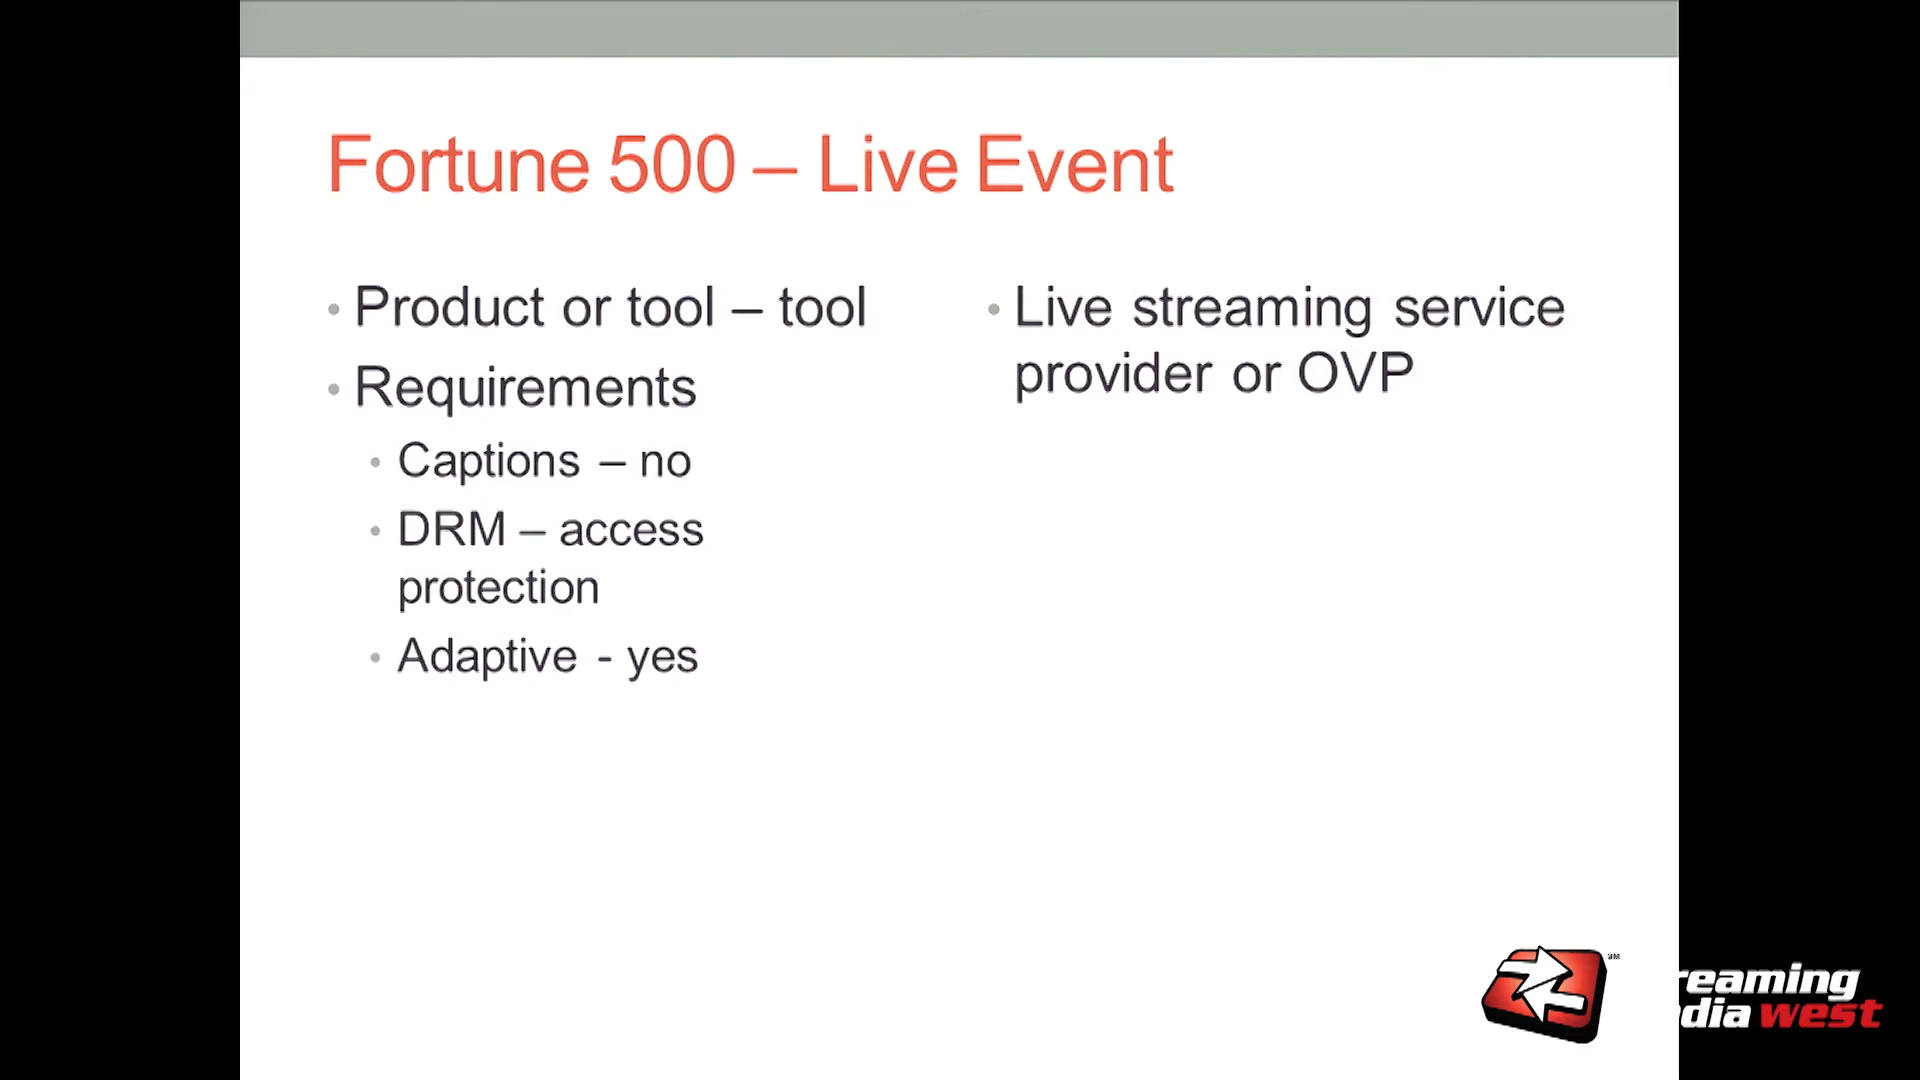 Fortune 500 – Live Event
• Product or tool – tool
• Requirements
• Captions – no
• DRM – access
protection
• Adaptive - yes
• Live streaming service
provider or OVP
SM
reaming
dia west